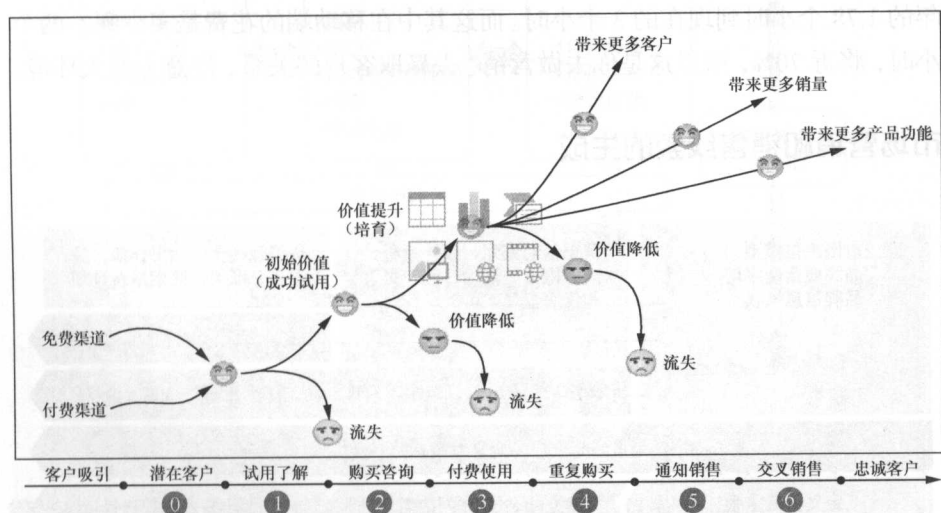 带来更多客户
带来更多销量
带来更多产品功能
价值提升
（培育）
价值降低
初始价值
（成功试用）
价值降低
免费渠道
流失
付费渠道
流失
流失
客户吸引 潜在客户 试用了解 购买咨询 付费使用 重复购买 通知销售 交叉销售 忠诚客户
0 1 2 3 4 5 6